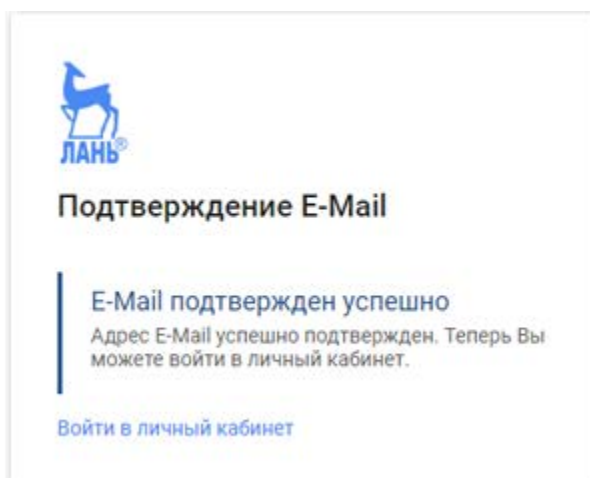 ЛАНЬ®
Подтверждение E-Mail
E-Mail подтвержден успешно
Адрес E-Mail успешно подтвержден. Теперь Вы
можете войти в личный кабинет.
Войти в личный кабинет